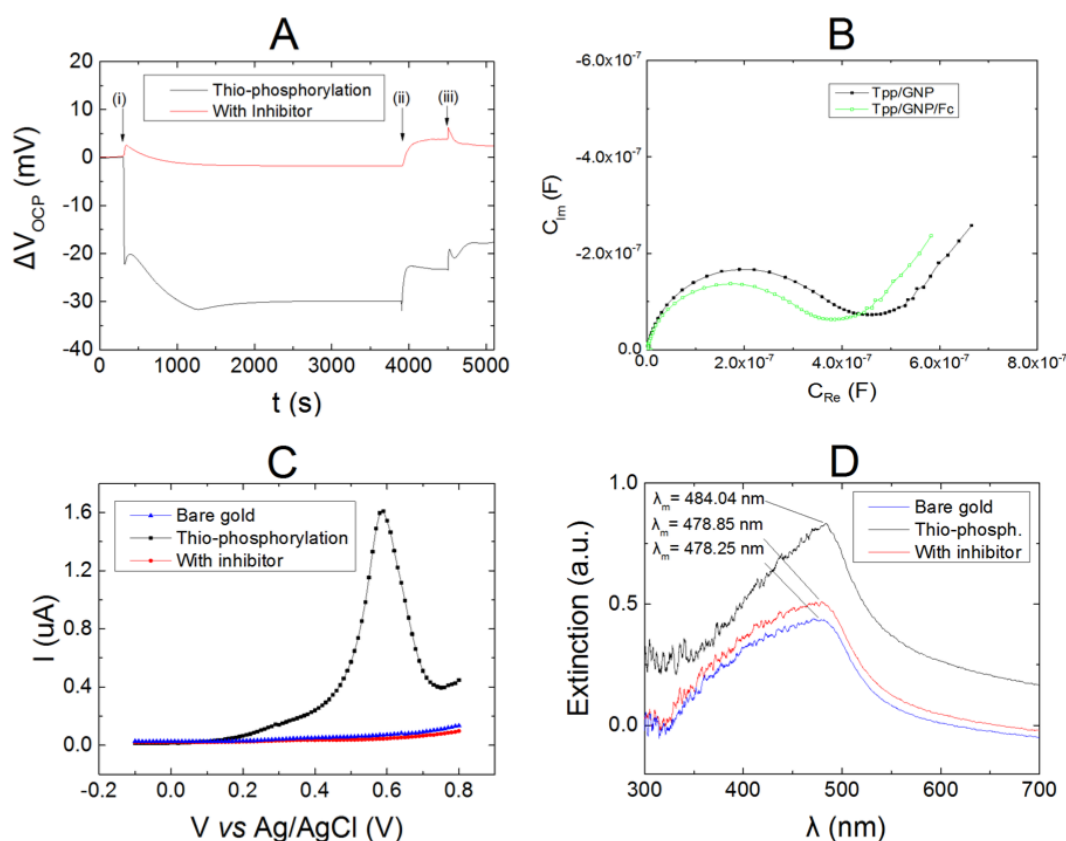 A
20
10
0
-10
-20
-30
-40
ΔV_OCP (mV)
Thio-phosphorylation
With Inhibitor
(i)
(ii)
(iii)
0 1000 2000 3000 4000 5000
t (s)
B
-6.0x10^-7
-4.0x10^-7
-2.0x10^-7
0.0
C_Im (F)
Tpp/GNP
Tpp/GNP/Fc
0.0 2.0x10^-7 4.0x10^-7 6.0x10^-7 8.0x10^-7
C_Re (F)
C
1.6
1.2
0.8
0.4
0.0
I (uA)
Bare gold
Thio-phosphorylation
With inhibitor
-0.2 0.0 0.2 0.4 0.6 0.8
V vs Ag/AgCl (V)
D
1.0
0.5
0.0
Extinction (a.u.)
λ_m= 484.04 nm
λ_m= 478.85 nm
λ_m= 478.25 nm
Bare gold
Thio-phosph.
With inhibitor
300 400 500 600 700
λ (nm)